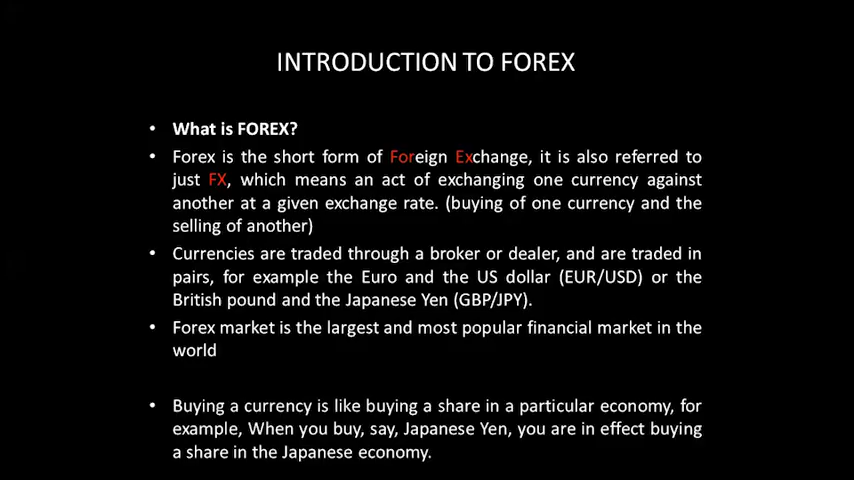 INTRODUCTION TO FOREX
• What is FOREX?
• Forex is the short form of Foreign Exchange, it is also referred to
just FX, which means an act of exchanging one currency against
another at a given exchange rate. (buying of one currency and the
selling of another)
• Currencies are traded through a broker or dealer, and are traded in
pairs, for example the Euro and the US dollar (EUR/USD) or the
British pound and the Japanese Yen (GBP/JPY).
• Forex market is the largest and most popular financial market in the
world
• Buying a currency is like buying a share in a particular economy, for
example, When you buy, say, Japanese Yen, you are in effect buying
a share in the Japanese economy.